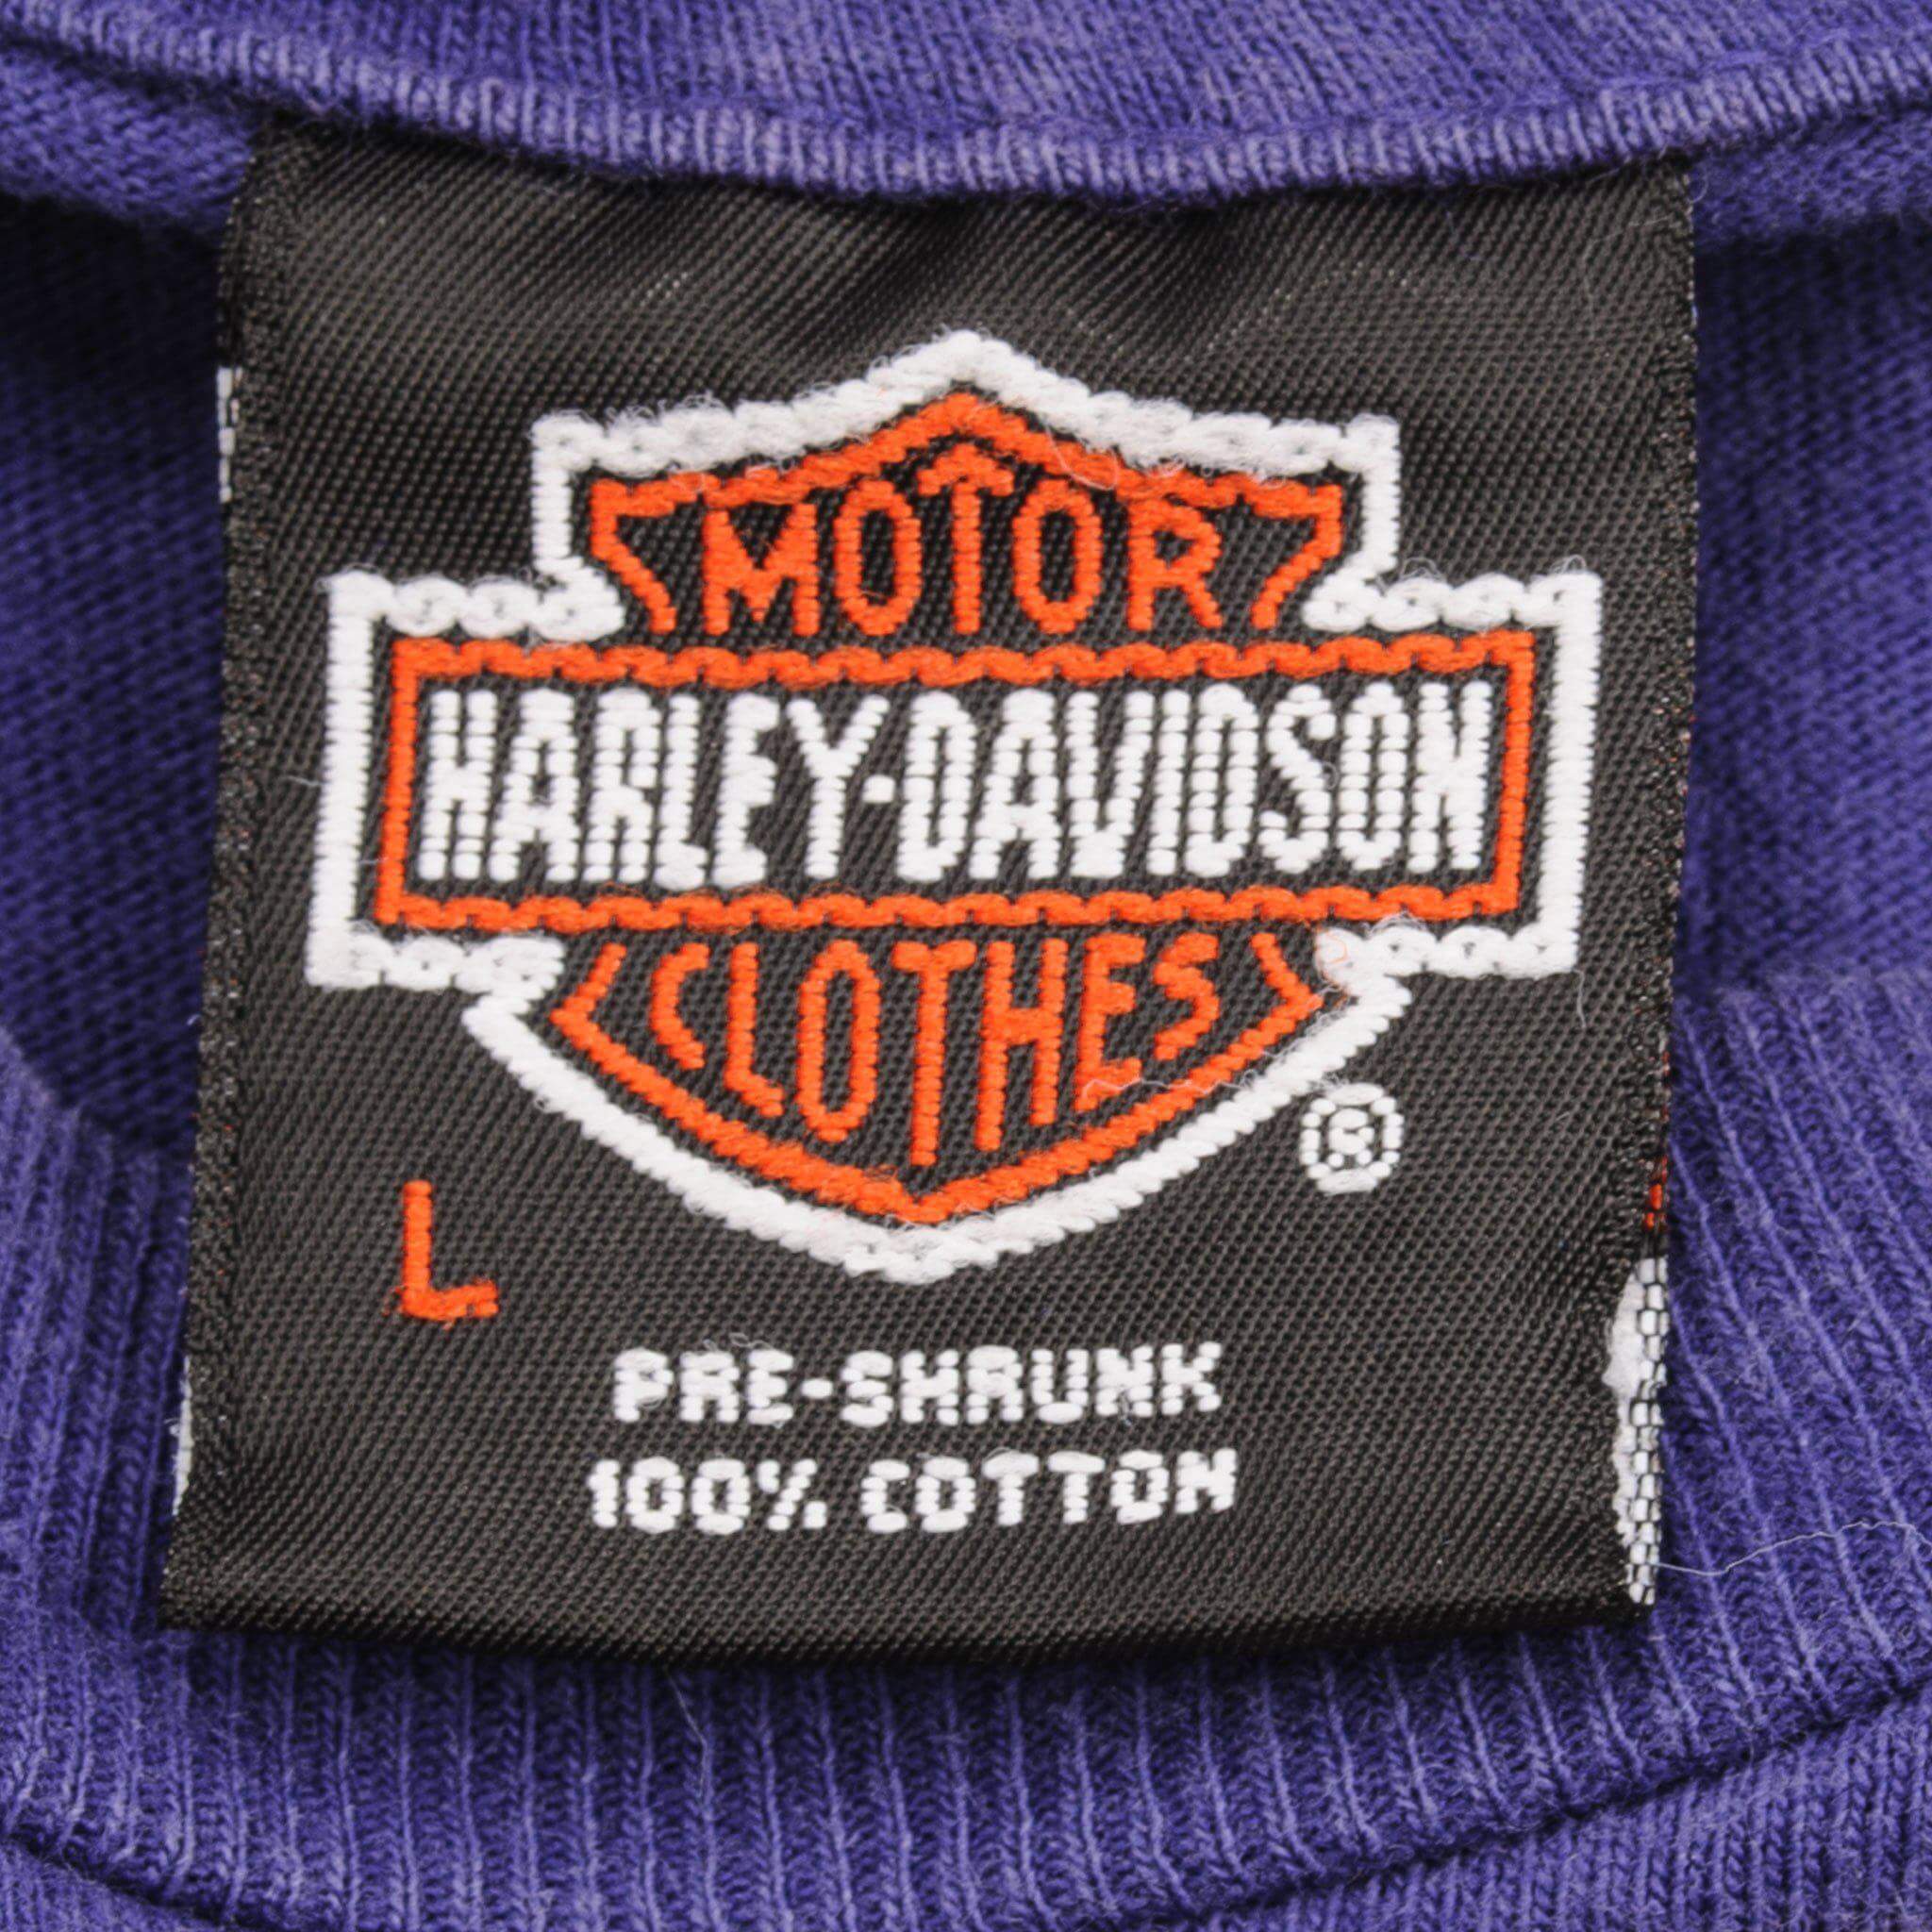 MOTOR
HARLEY-DAVIDSON
CLOTHES
®
L
PRE-SHRUNK
100% COTTON